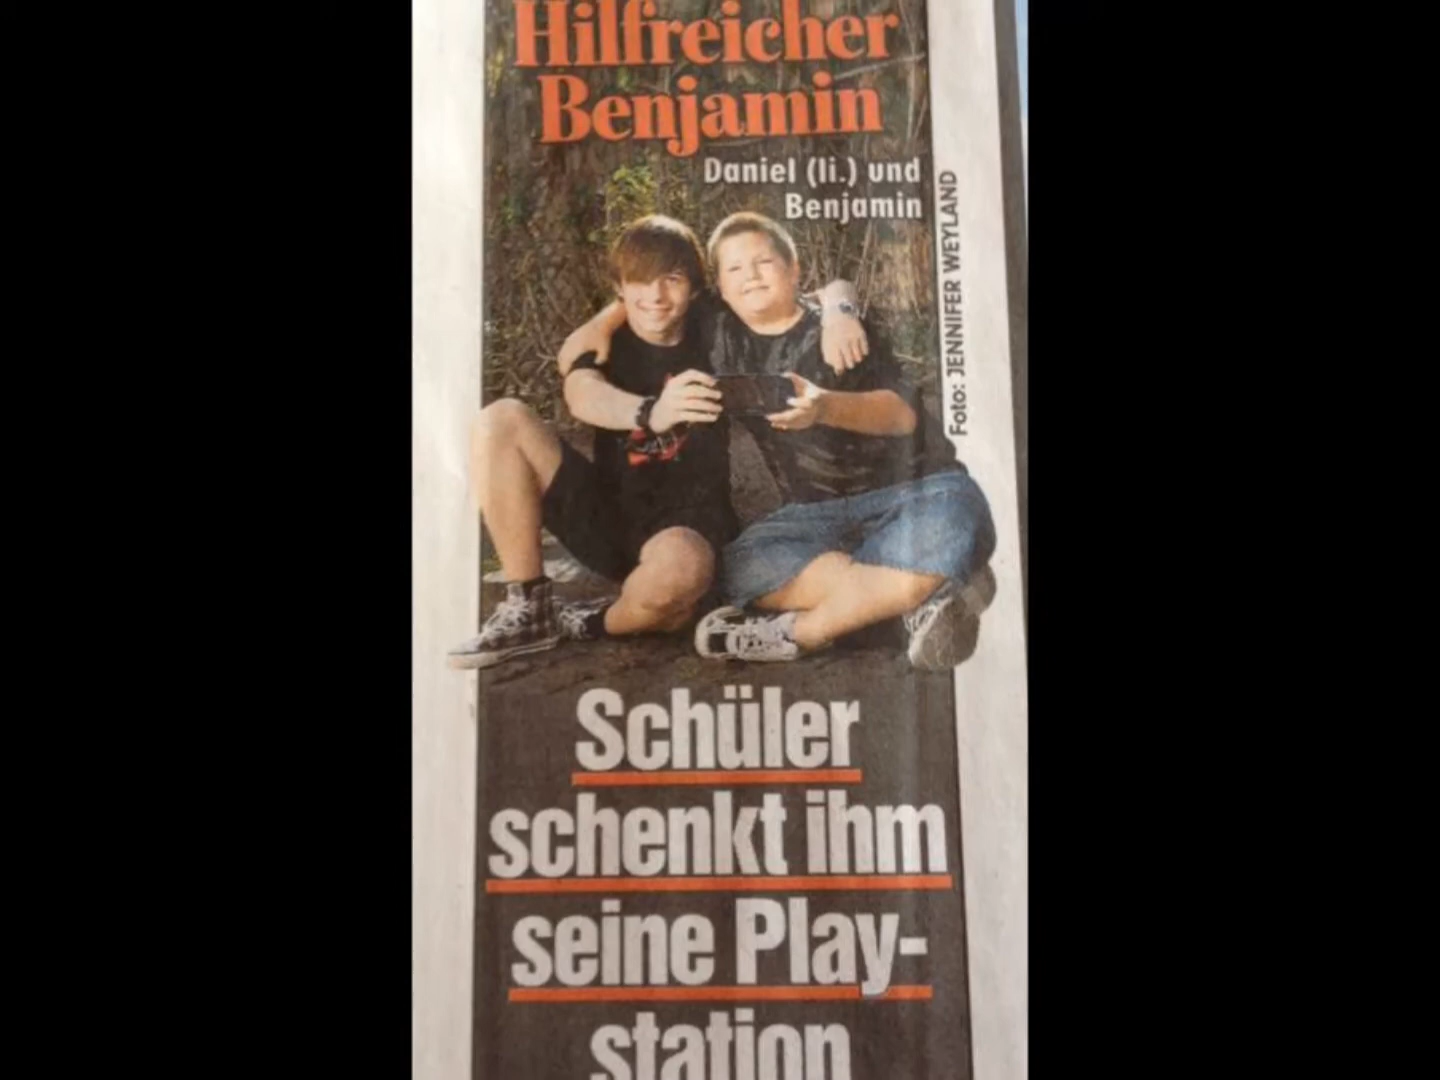 Hilfreicher
Benjamin
Daniel (li.) und
Benjamin
Foto: JENNIFER WEYLAND
Schüler
schenkt ihm
seine Play-
station